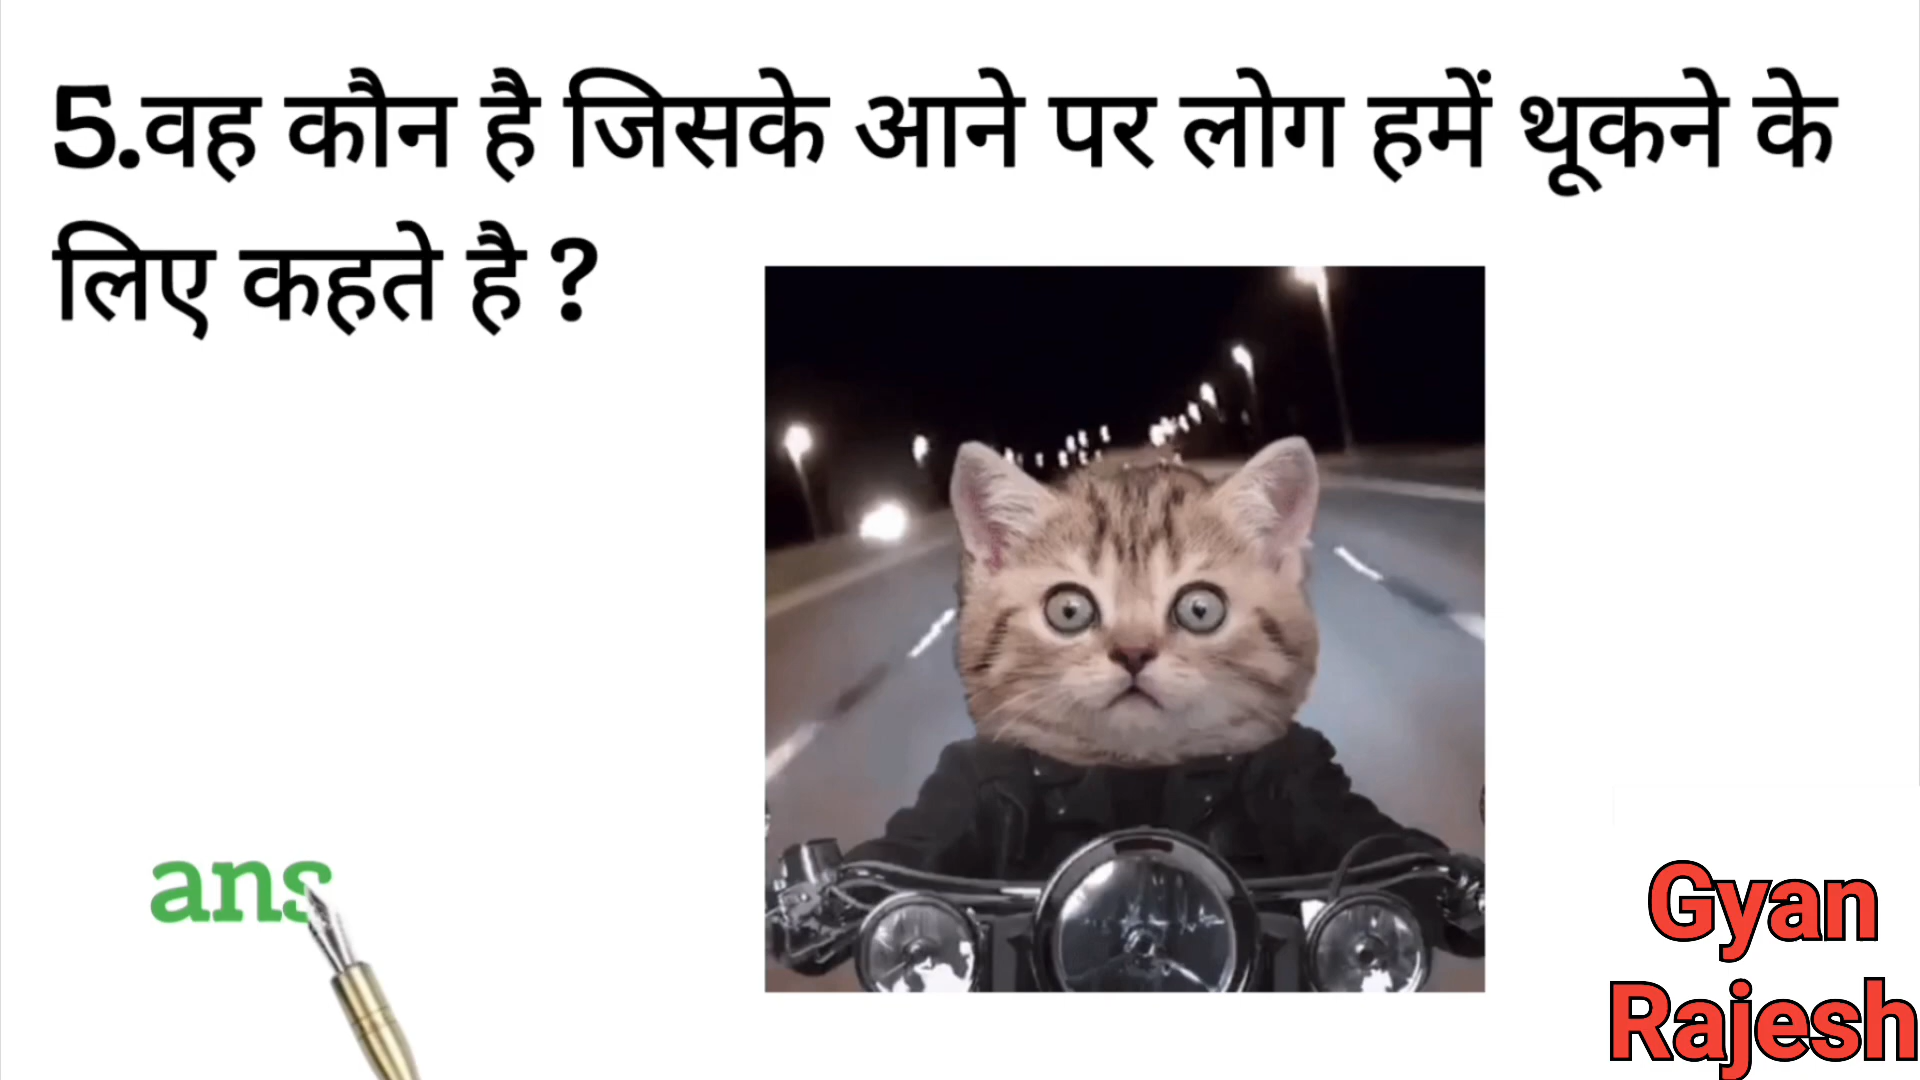 5.वह कौन है जिसके आने पर लोग हमें थूकने के
लिए कहते है ?
ans
Gyan
Rajesh